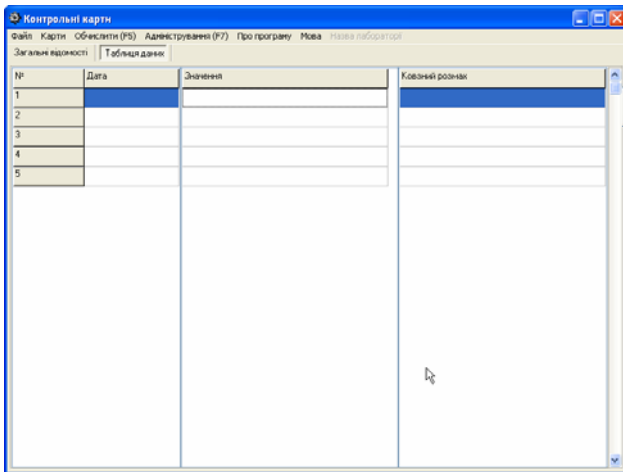 Контрольні карти
Файл Карти Обчислити (F5) Адміністрування (F7) Про програму Мова Назва лабораторії
Загальні відомості Таблиця даних
№ Дата Значення Кований розмах
1
2
3
4
5